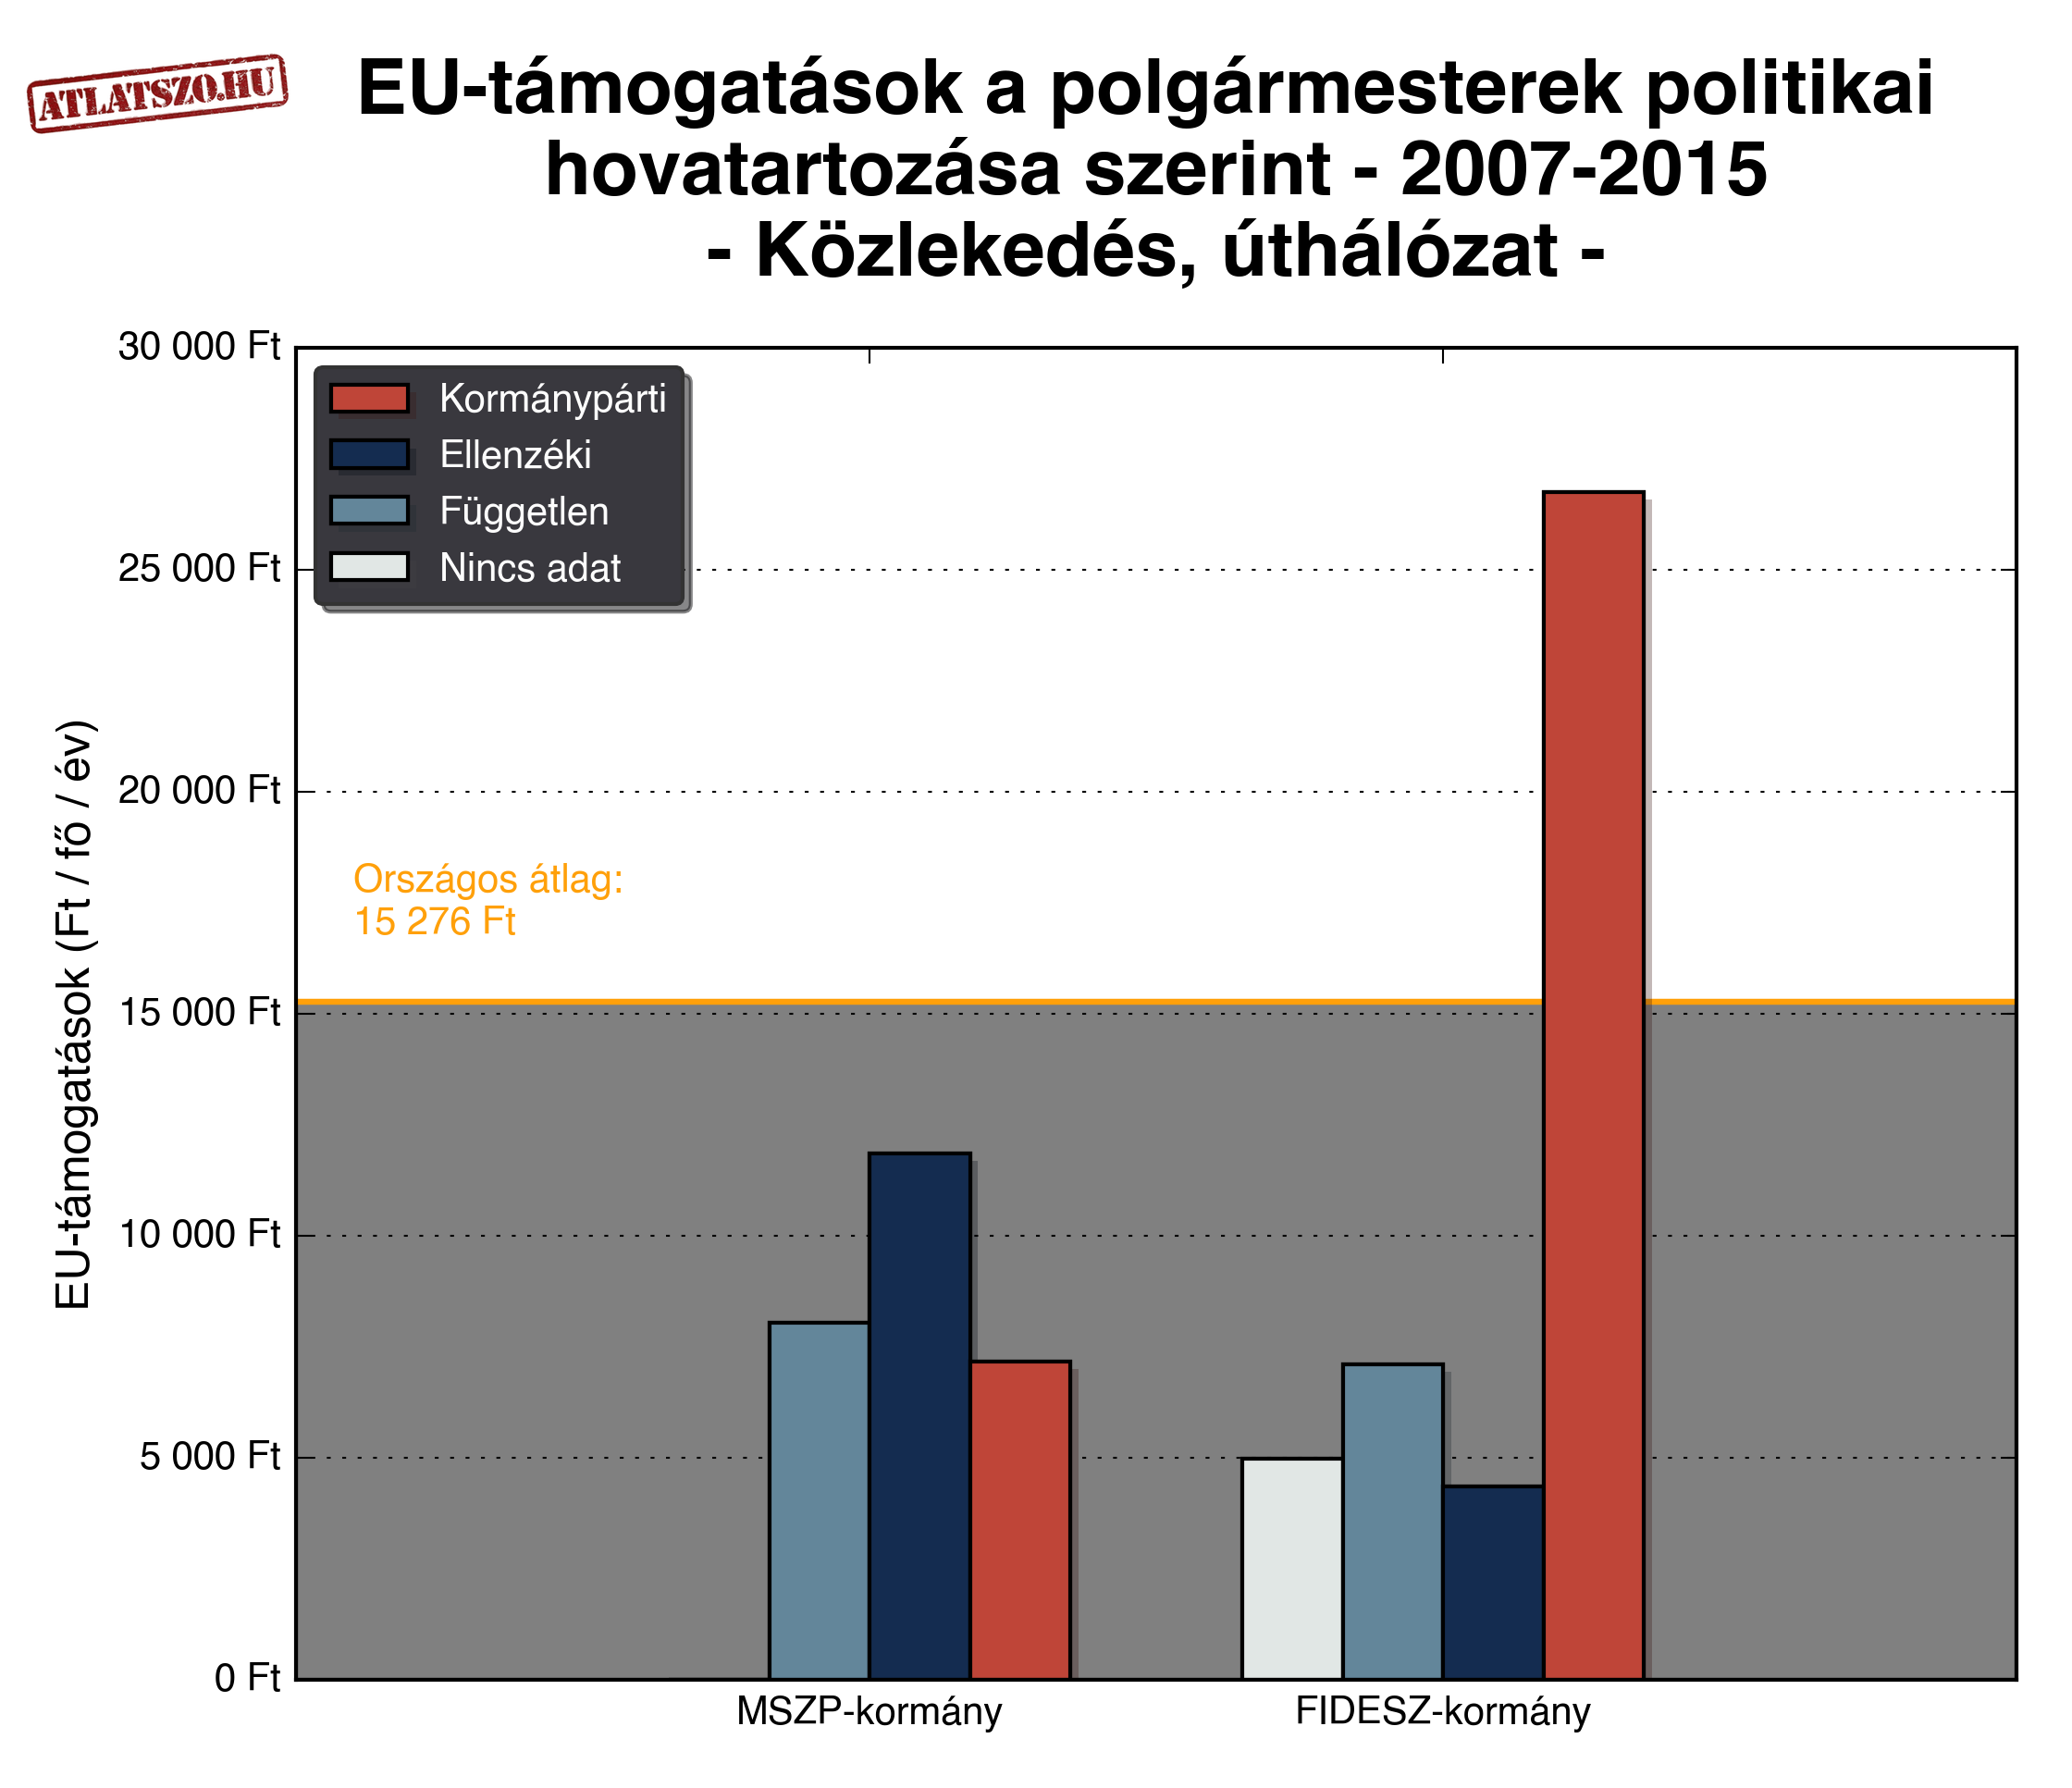 ATLATSZO.HU
EU-támogatások a polgármesterek politikai
hovatartozása szerint - 2007-2015
- Közlekedés, úthálózat -
30 000 Ft
25 000 Ft
20 000 Ft
15 000 Ft
10 000 Ft
5 000 Ft
0 Ft
EU-támogatások (Ft / fő / év)
Kormánypárti
Ellenzéki
Független
Nincs adat
Országos átlag:
15 276 Ft
MSZP-kormány
FIDESZ-kormány